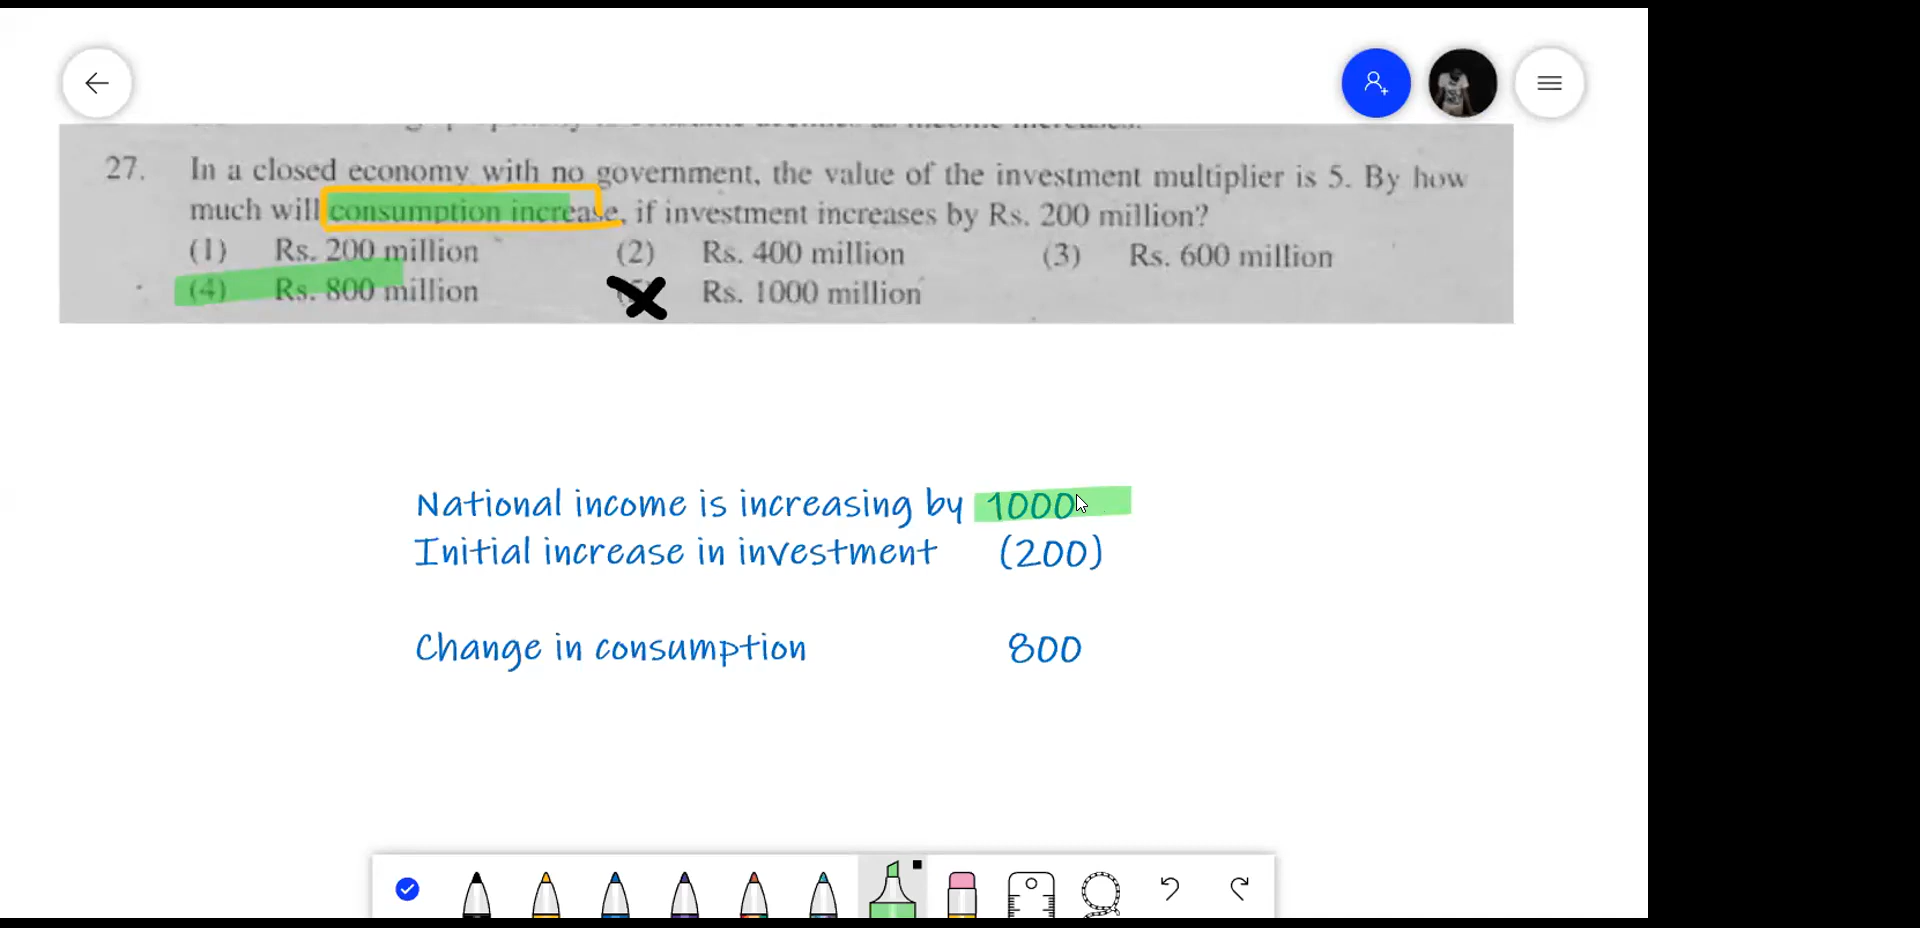 27. In a closed economy with no government, the value of the investment multiplier is 5. By how
much will consumption increase, if investment increases by Rs. 200 million?
(1) Rs. 200 million (2) Rs. 400 million (3) Rs. 600 million
(4) Rs. 800 million Rs. 1000 million
National income is increasing by 1000
Initial increase in investment (200)
Change in consumption 800